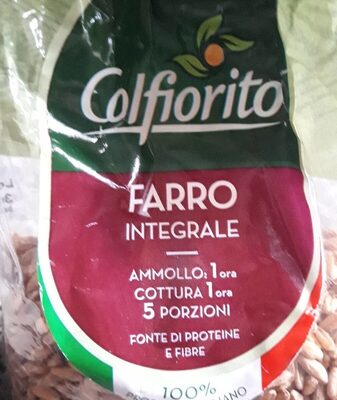 Colfiorito
FARRO
INTEGRALE
AMMOLLO: 1 ora
COTTURA 1 ora
5 PORZIONI
FONTE DI PROTEINE
E FIBRE
100%